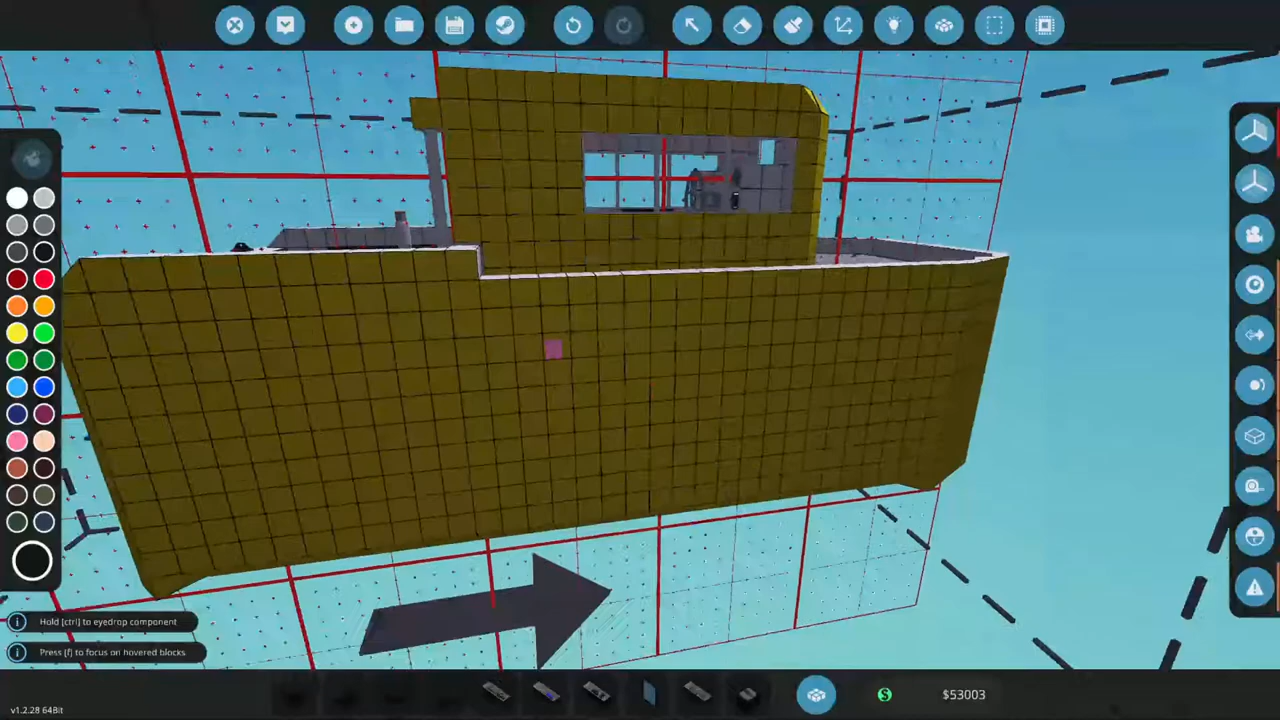 Hold [ctrl] to eyedrop component
Press [f] to focus on hovered blocks
$53003
v1.2.28 64Bit